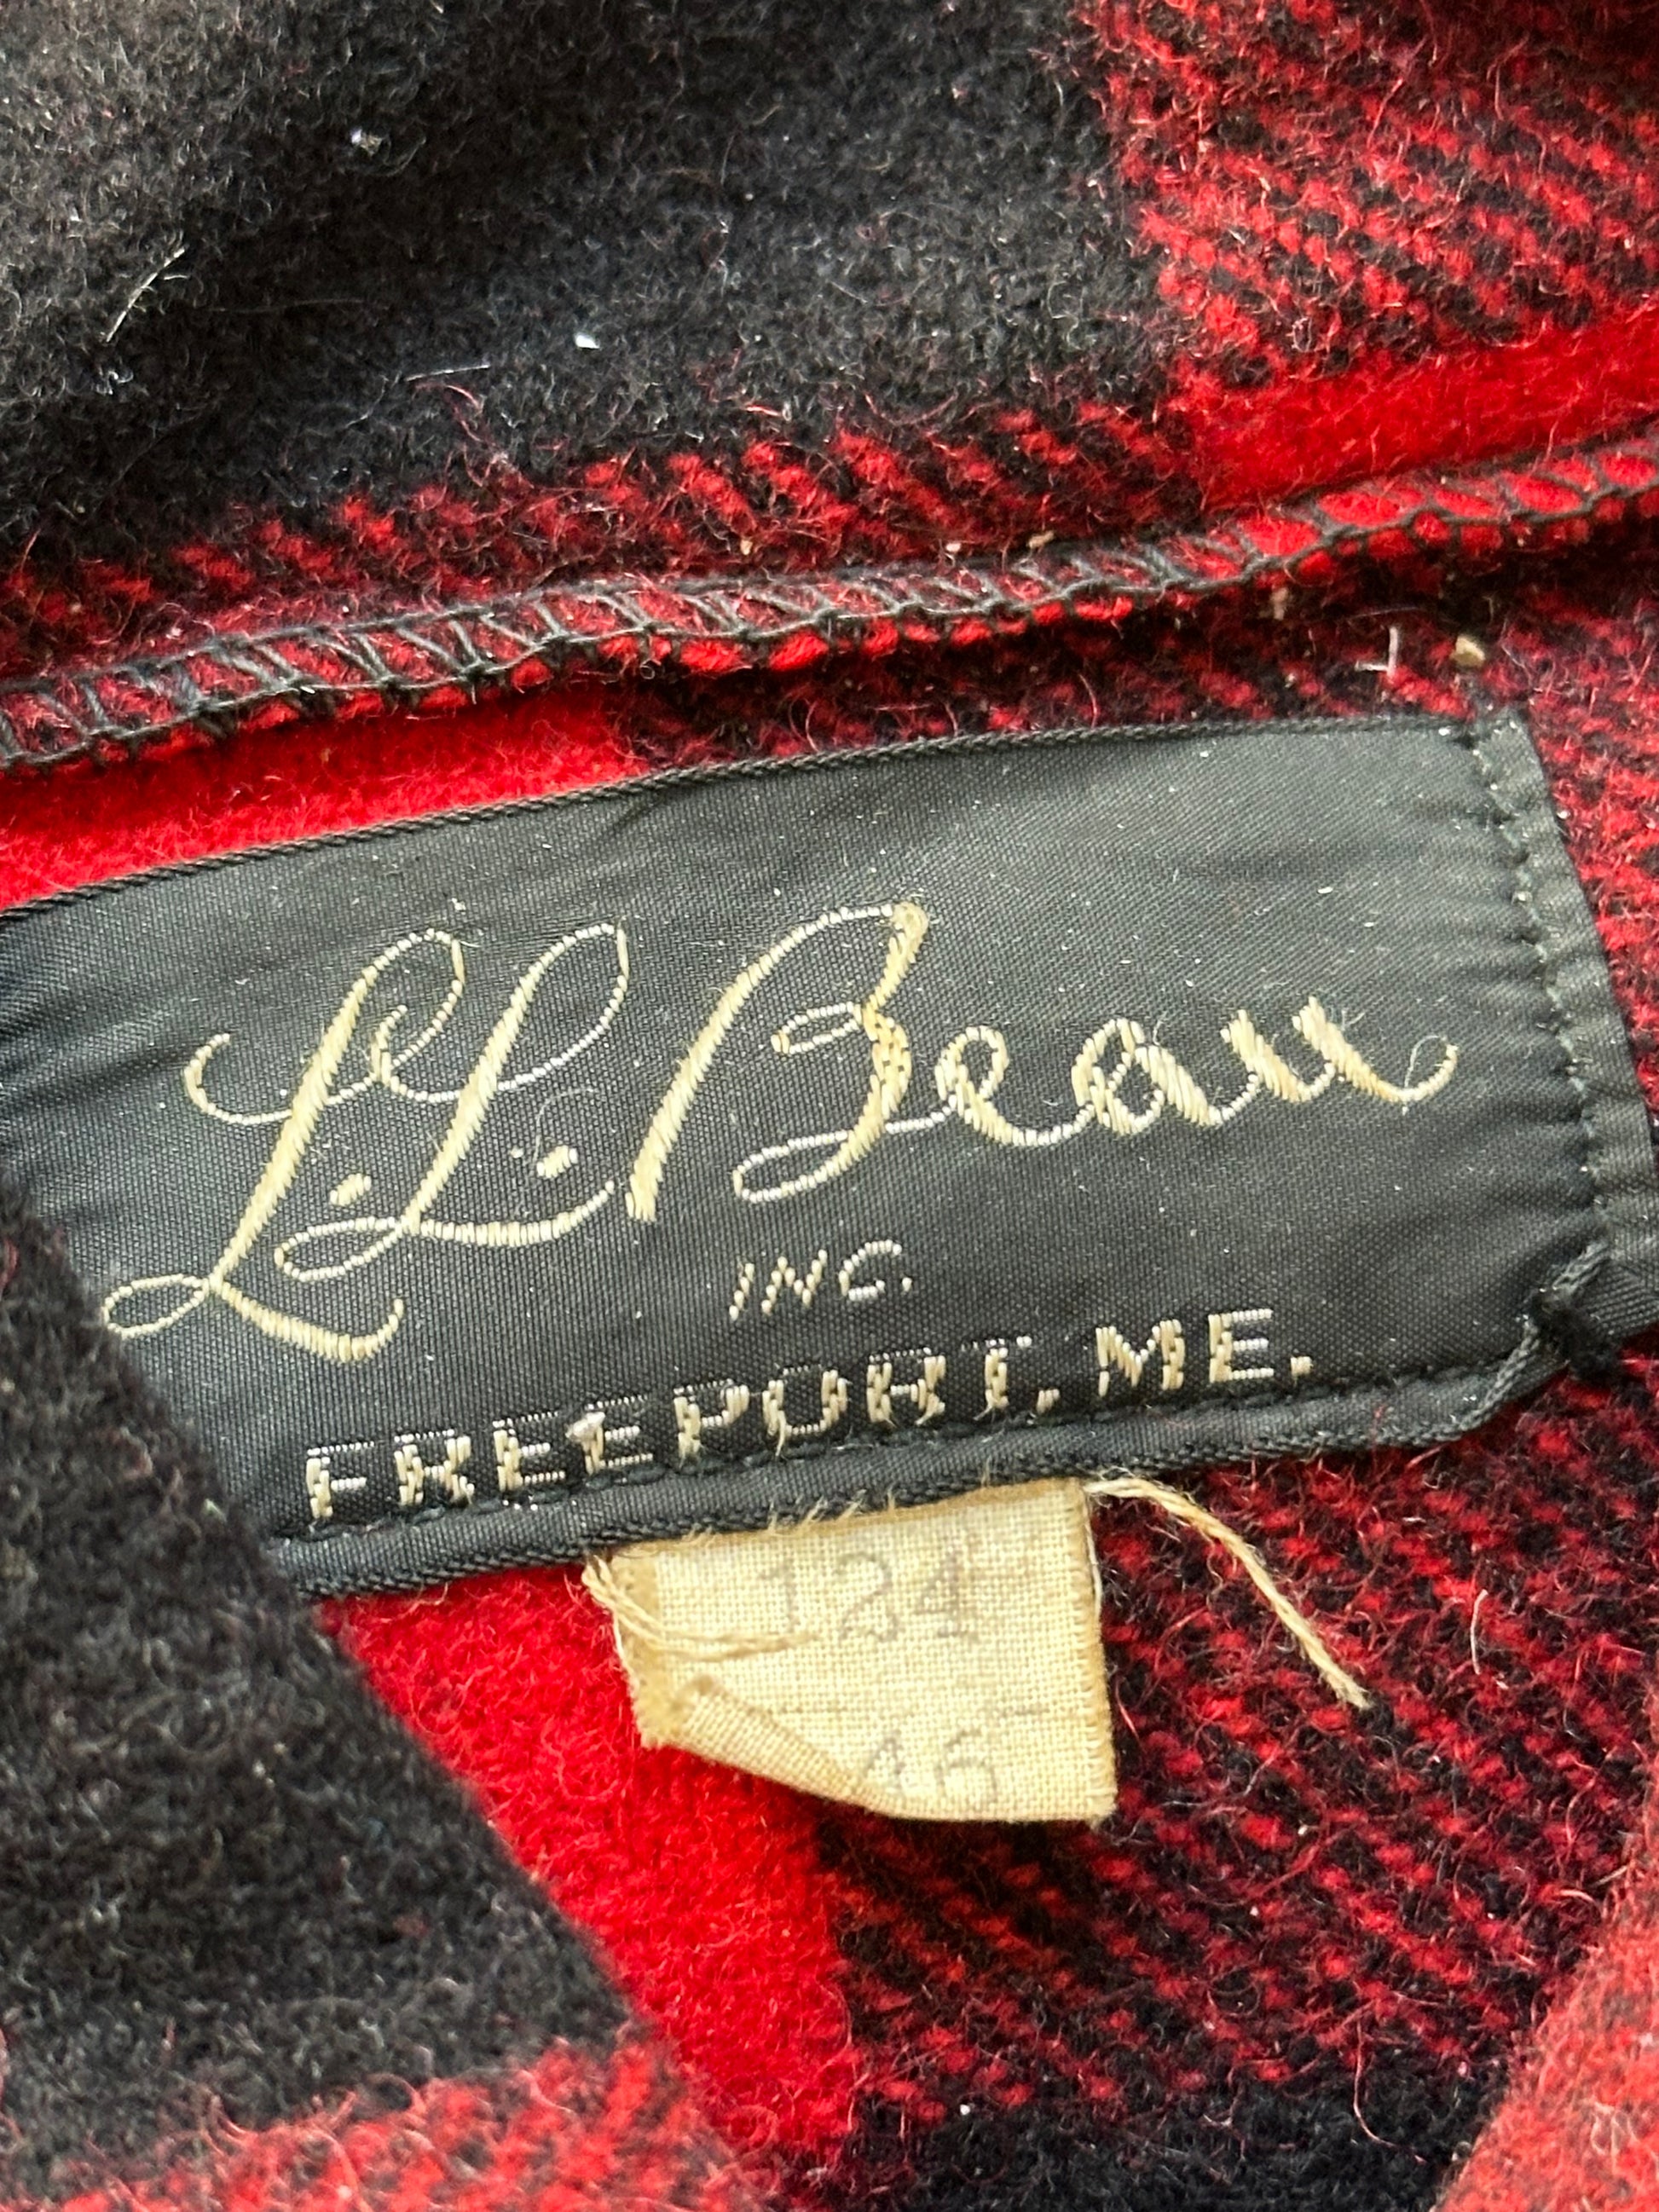 L.L. Bean
INC.
FREEPORT, ME.
124
46